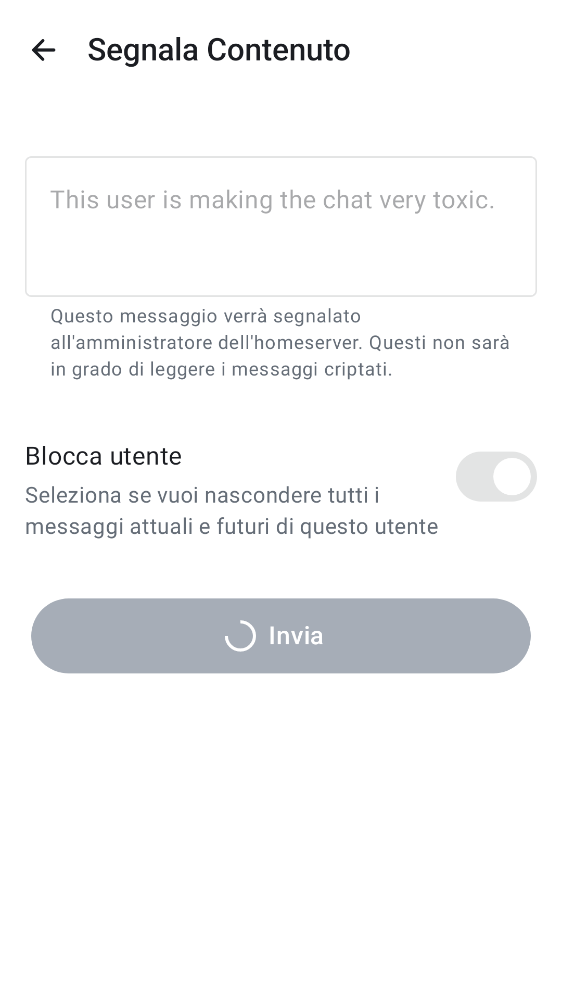 Segnala Contenuto
This user is making the chat very toxic.
Questo messaggio verrà segnalato
all'amministratore dell'homeserver. Questi non sarà
in grado di leggere i messaggi criptati.
Blocca utente
Seleziona se vuoi nascondere tutti i
messaggi attuali e futuri di questo utente
Invia